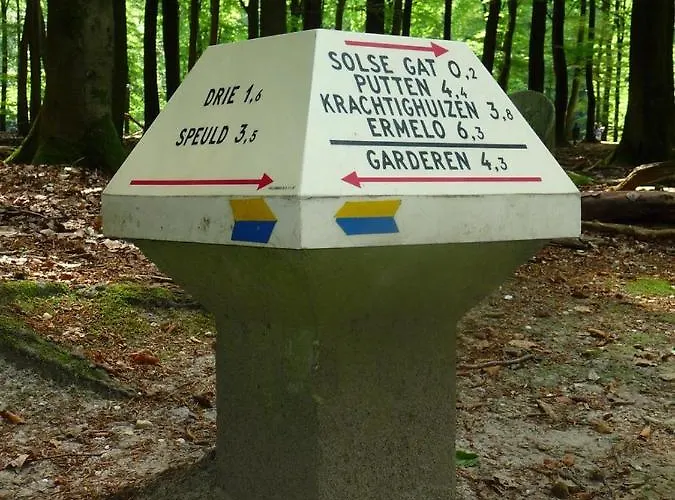 DRIE 1,6
SPEULD 3,5
SOLSE GAT 0,2
PUTTEN 4,4
KRACHTIGHUIZEN 3,8
ERMELO 6,3
GARDEREN 4,3